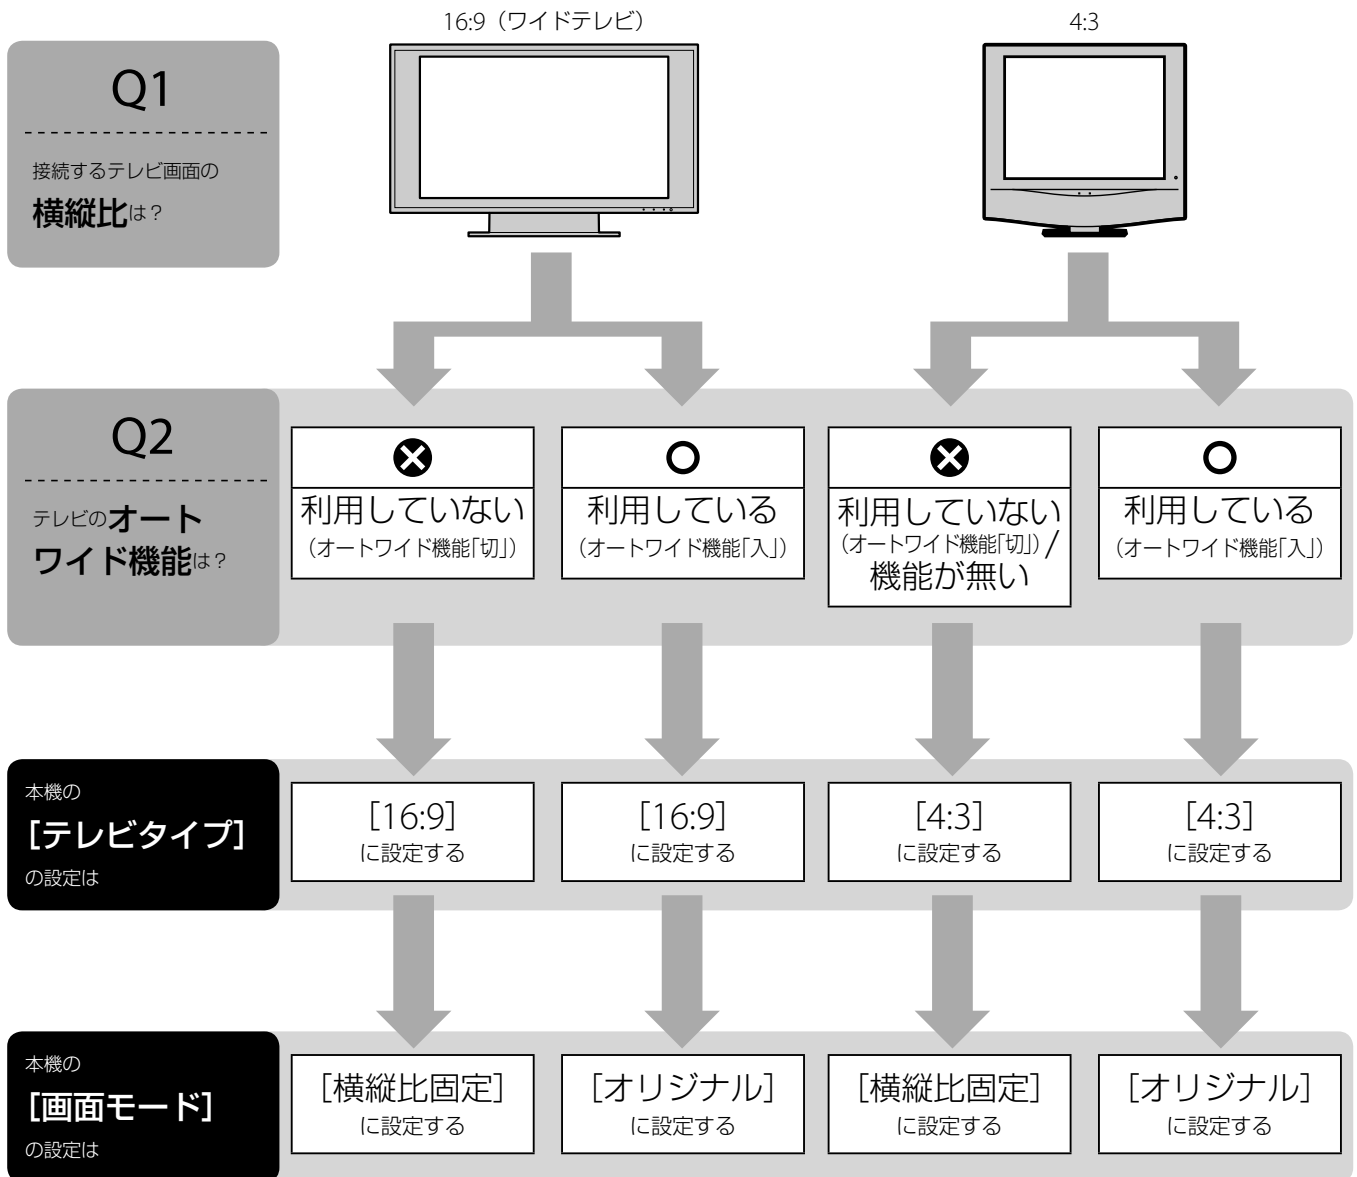 16:9（ワイドテレビ）
4:3
Q1
接続するテレビ画面の
横縦比は？
Q2
テレビのオート
ワイド機能は？
利用していない
（オートワイド機能「切」）
利用している
（オートワイド機能「入」）
利用していない
（オートワイド機能「切」）/
機能が無い
利用している
（オートワイド機能「入」）
本機の
［テレビタイプ］
の設定は
［16:9］
に設定する
［16:9］
に設定する
［4:3］
に設定する
［4:3］
に設定する
本機の
［画面モード］
の設定は
［横縦比固定］
に設定する
［オリジナル］
に設定する
［横縦比固定］
に設定する
［オリジナル］
に設定する